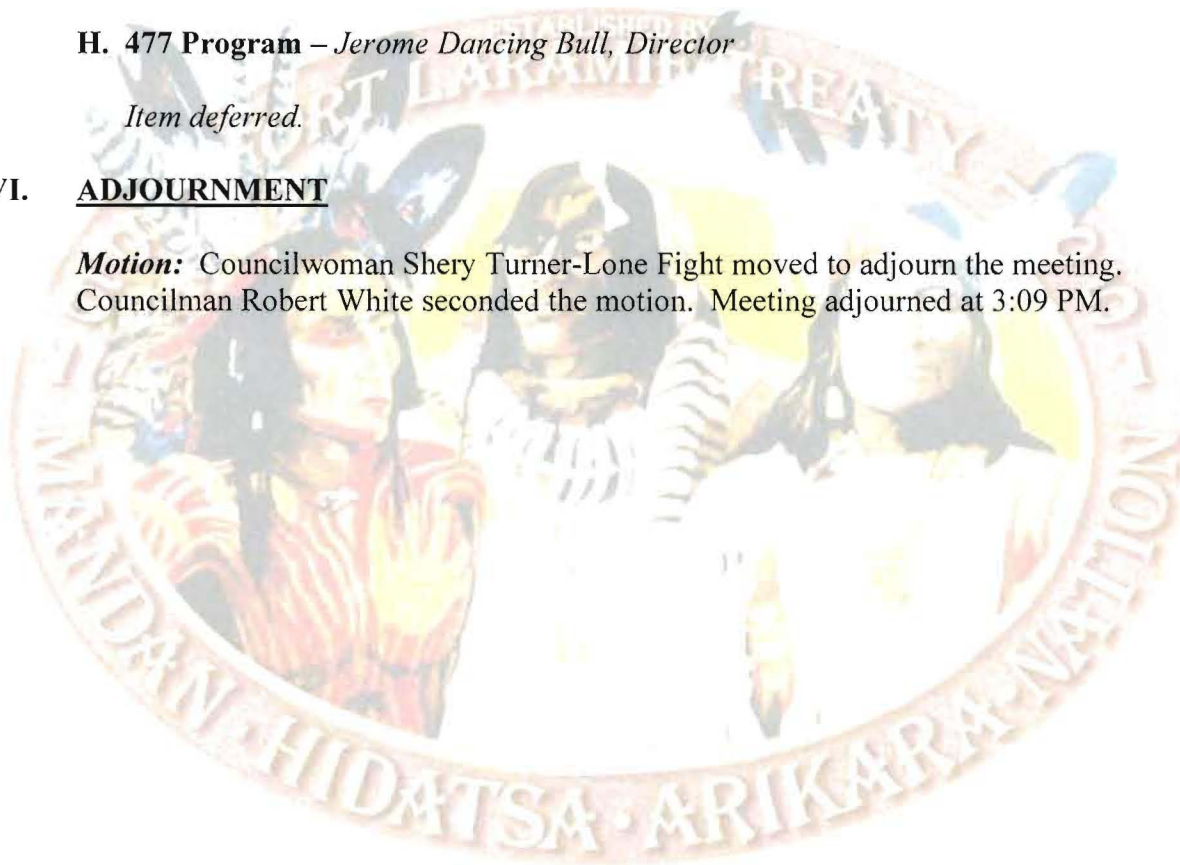 H. 477 Program – Jerome Dancing Bull, Director
Item deferred.
VI. ADJOURNMENT
Motion: Councilwoman Shery Turner-Lone Fight moved to adjourn the meeting.
Councilman Robert White seconded the motion. Meeting adjourned at 3:09 PM.
ESTABLISHED BY
FORT LARAMIE TREATY
MANDAN · HIDATSA · ARIKARA · NATION